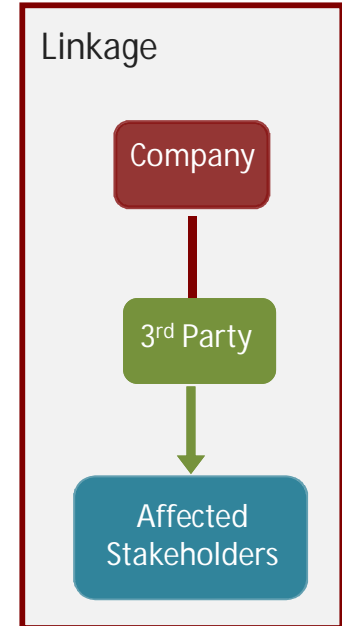 Linkage
Company
3rd Party
Affected
Stakeholders